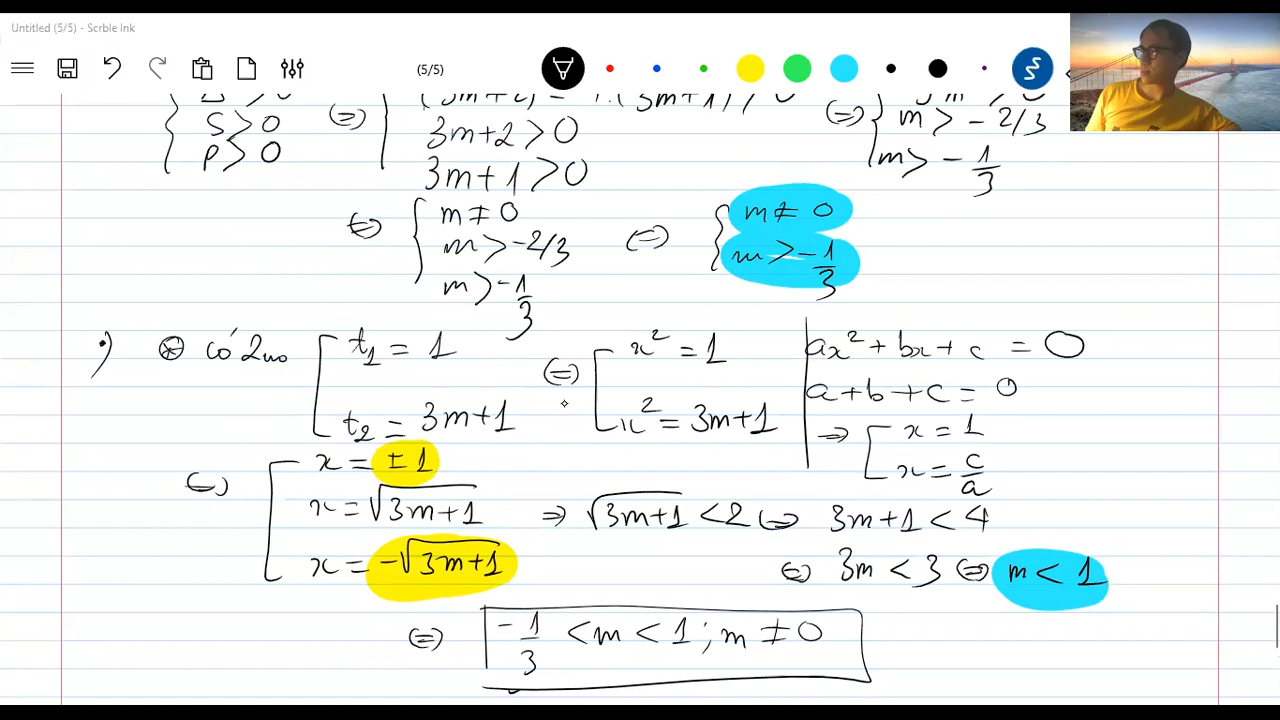 Untitled (5/5) - Scrble Ink
(5/5)
S > 0 (=)
P > 0
3m+2 > 0
3m+1 > 0
(=) m > -2/3
m > -1/3
(=) m ≠ 0
m > -2/3
m > -1/3
(=) m ≠ 0
m > -1/3
.) ⊛ có 2 no t₁ = 1
t₂ = 3m+1
(=) x² = 1
x² = 3m+1
ax² + bx + c = 0
a + b + c = 0
⇒ x = 1
x = c/a
(=) x = ±1
x = √3m+1 ⇒ √3m+1 < 2 (=) 3m+1 < 4
x = -√3m+1 (=) 3m < 3 (=) m < 1
(=) -1/3 < m < 1 ; m ≠ 0